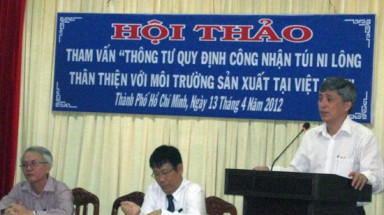 HỘI THẢO
THAM VẤN “THÔNG TƯ QUY ĐỊNH CÔNG NHẬN TÚI NI LÔNG
THÂN THIỆN VỚI MÔI TRƯỜNG SẢN XUẤT TẠI VIỆT
Thành Phố Hồ Chí Minh, Ngày 13 Tháng 4 Năm 2012